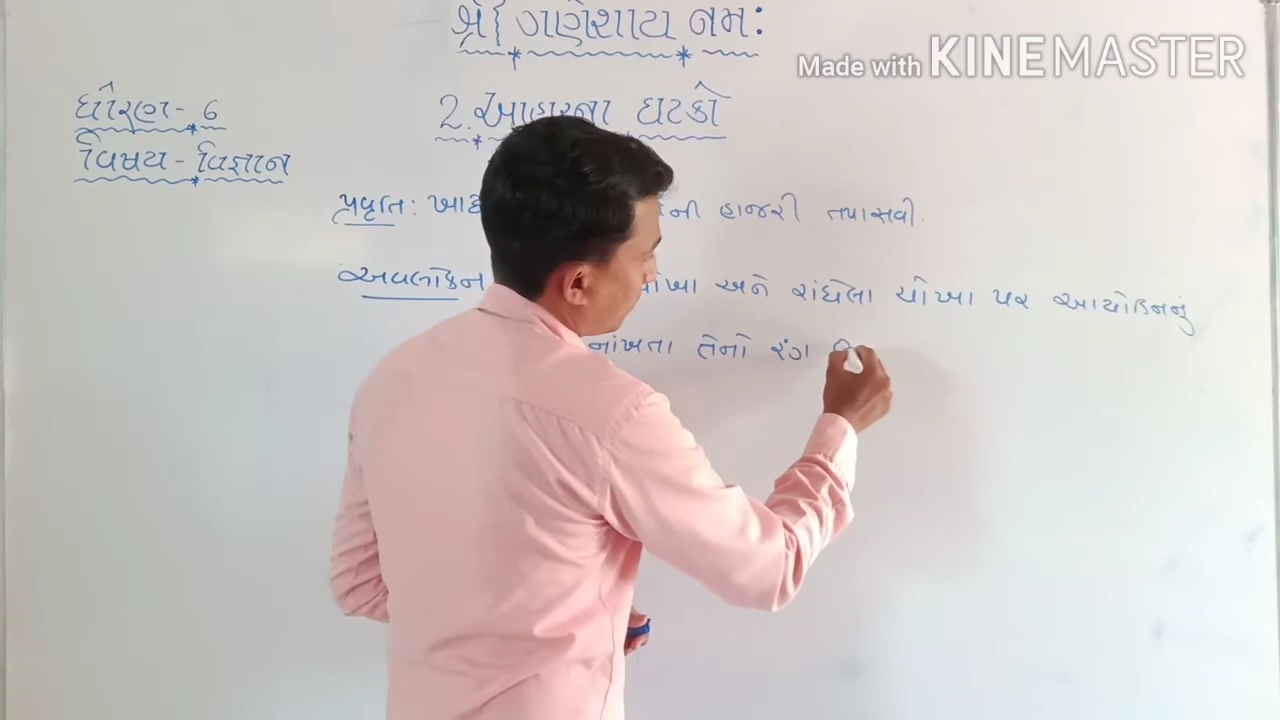 શ્રી ગણેશાય નમઃ
Made with KINEMASTER
ધોરણ - 6
2. આહારના ઘટકો
વિષય - વિજ્ઞાન
પ્રવૃતિ : હાજરી તપાસવી.
અવલોકન અને રાંધેલા ચોખા પર આયોડિનનું
નાંખતા તેનો રંગ